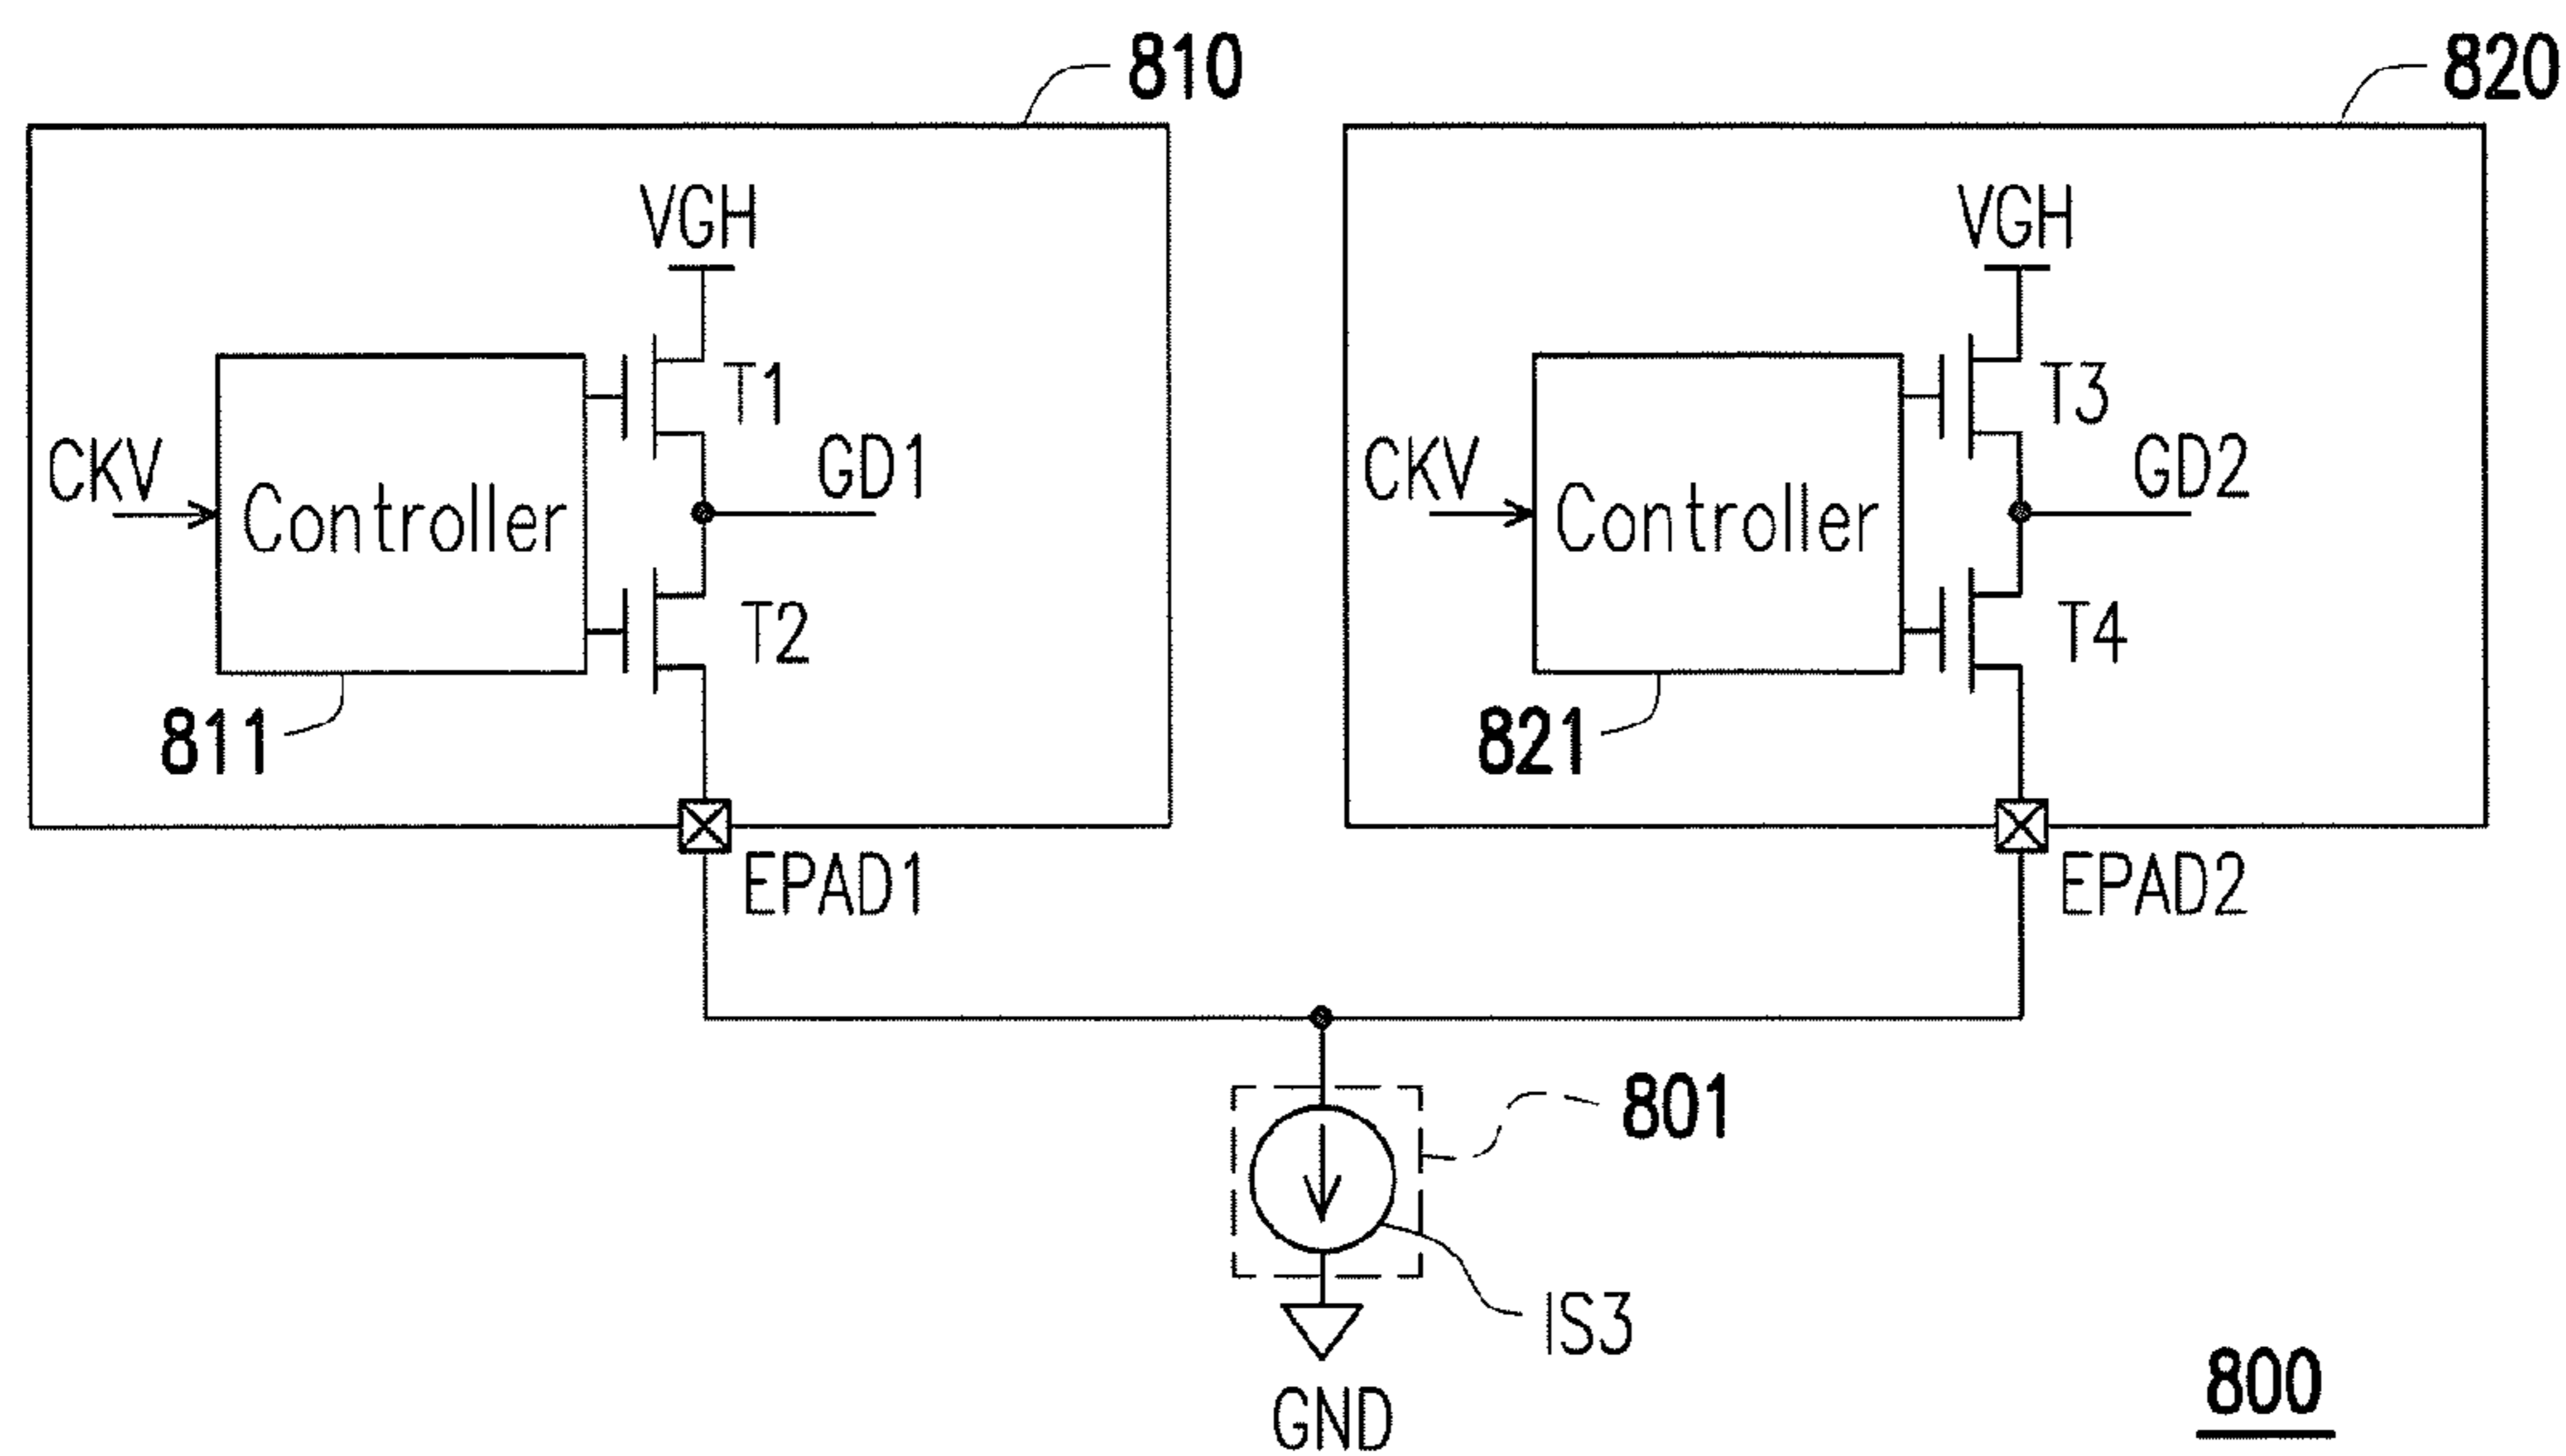 810
820
VGH
VGH
T1
T3
CKV
Controller
GD1
CKV
Controller
GD2
T2
T4
811
821
EPAD1
EPAD2
801
IS3
GND
800